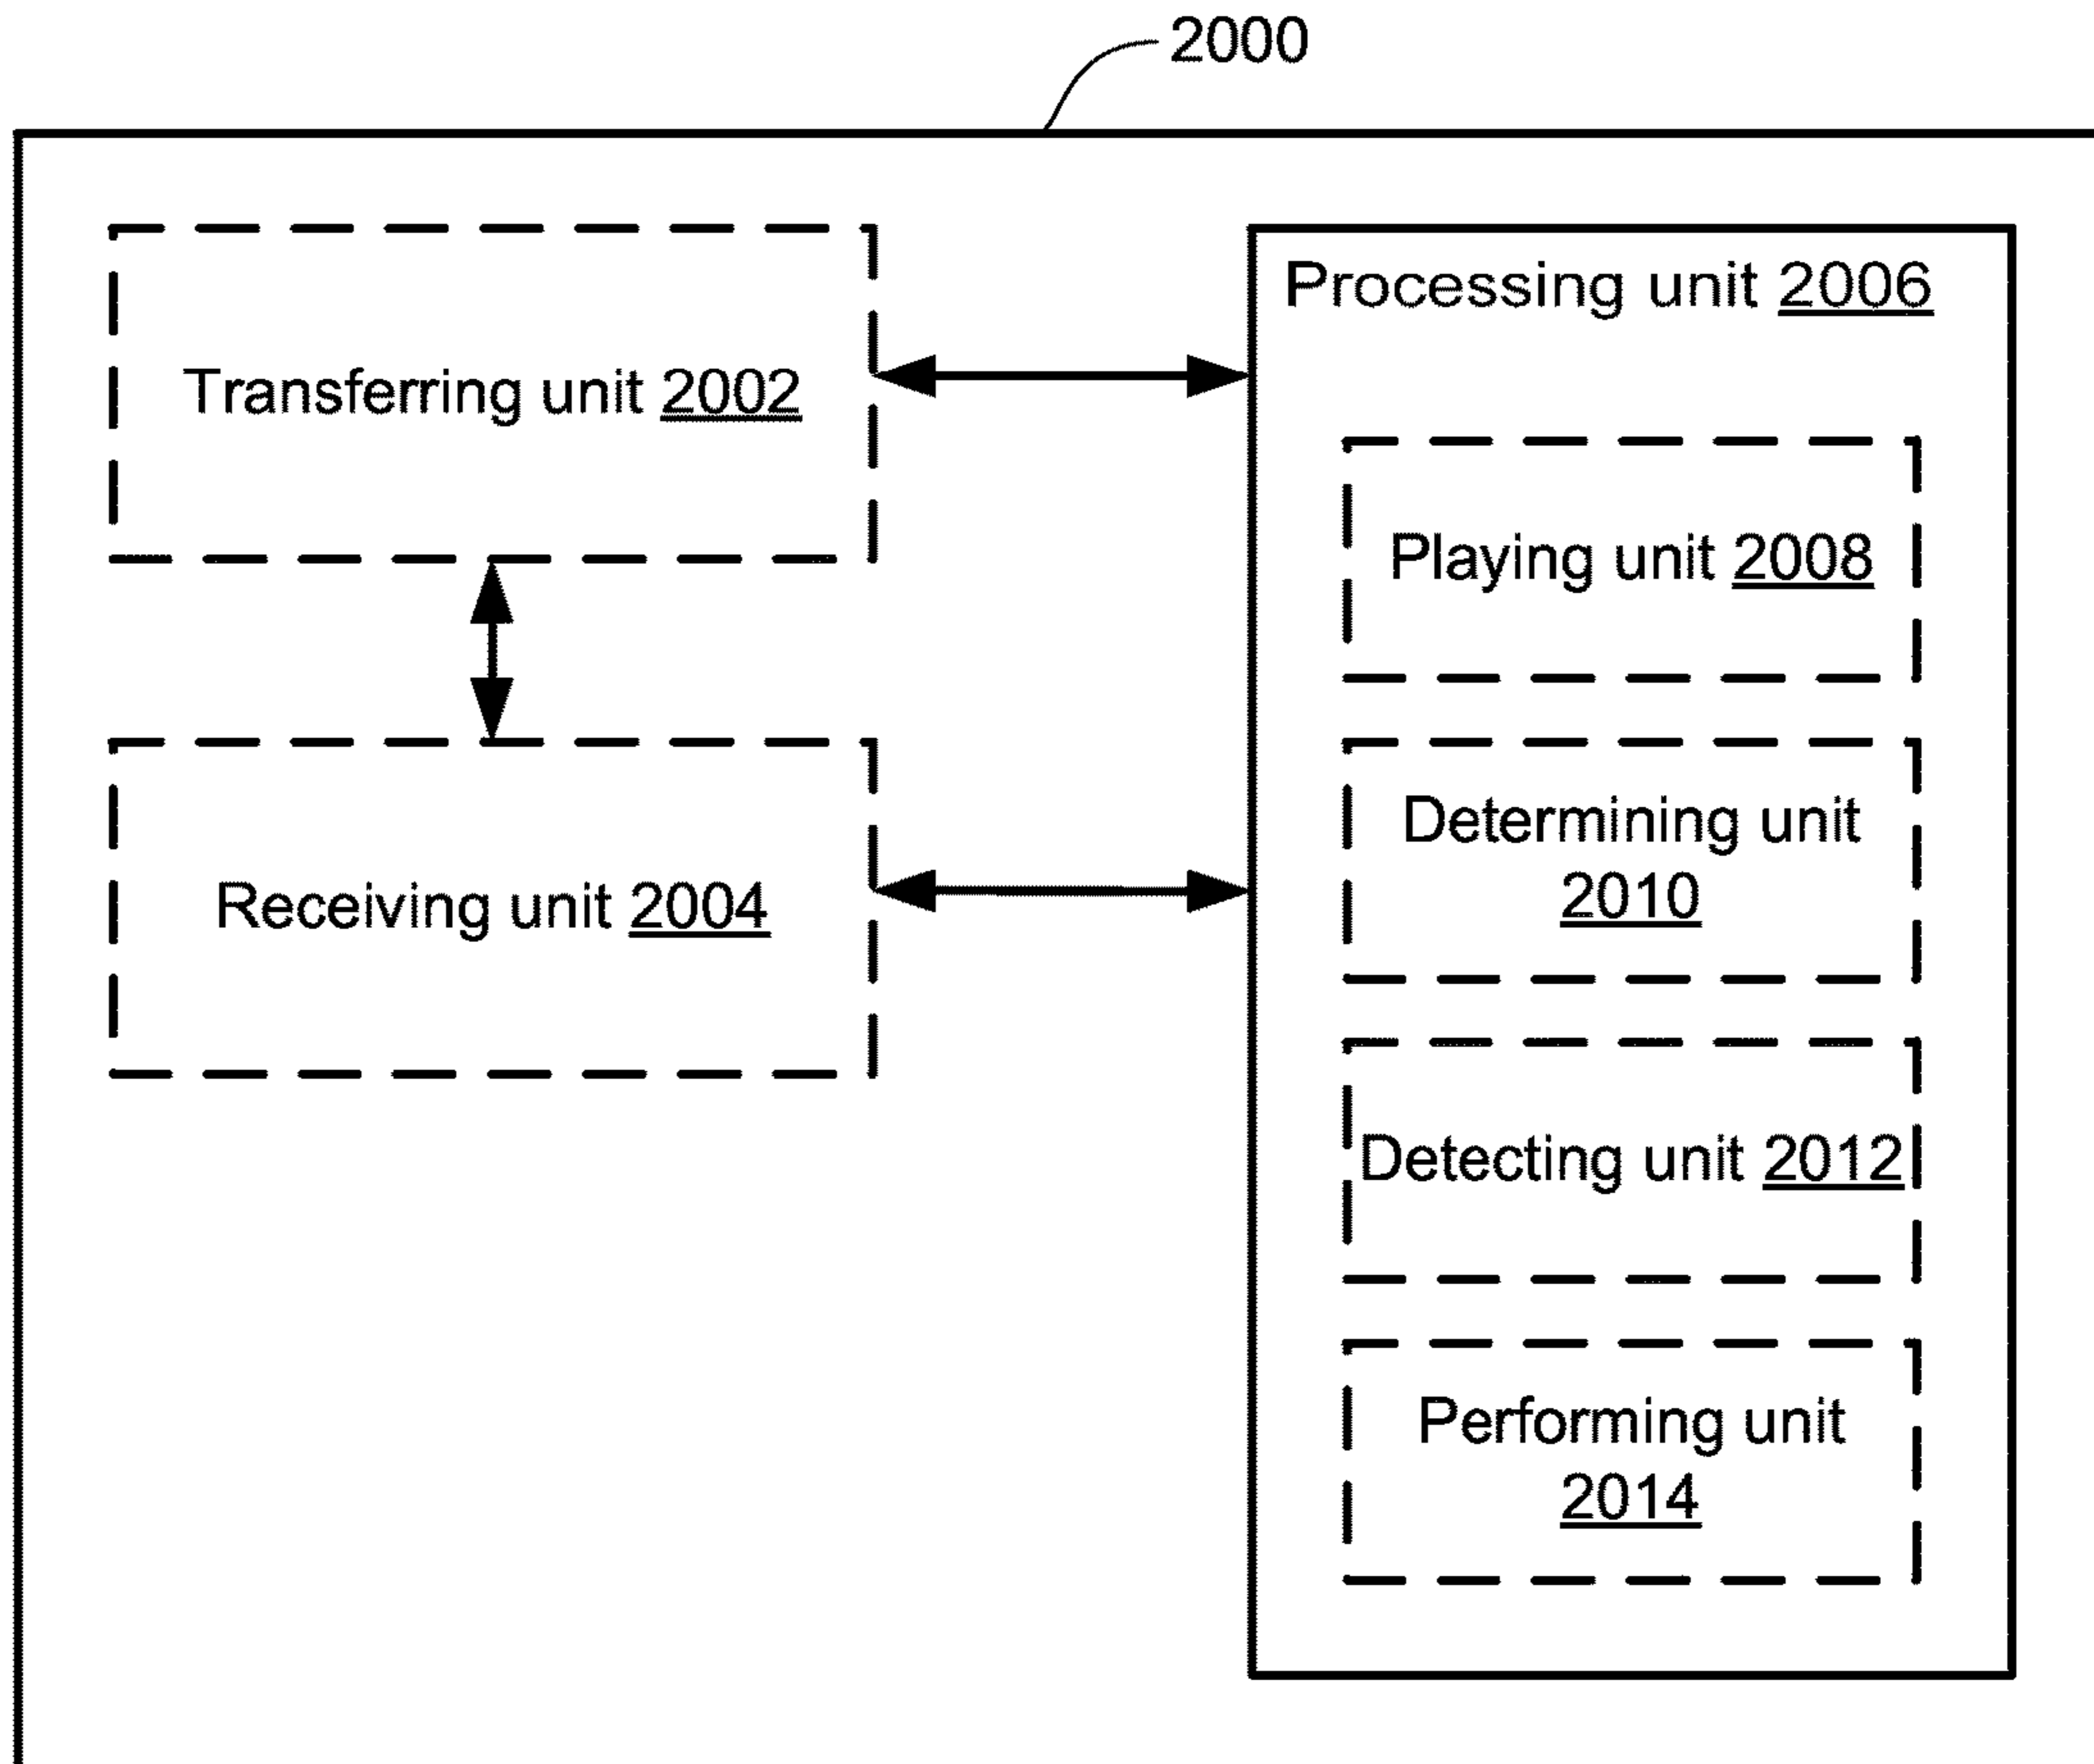 2000
Transferring unit 2002
Receiving unit 2004
Processing unit 2006
Playing unit 2008
Determining unit
2010
Detecting unit 2012
Performing unit
2014